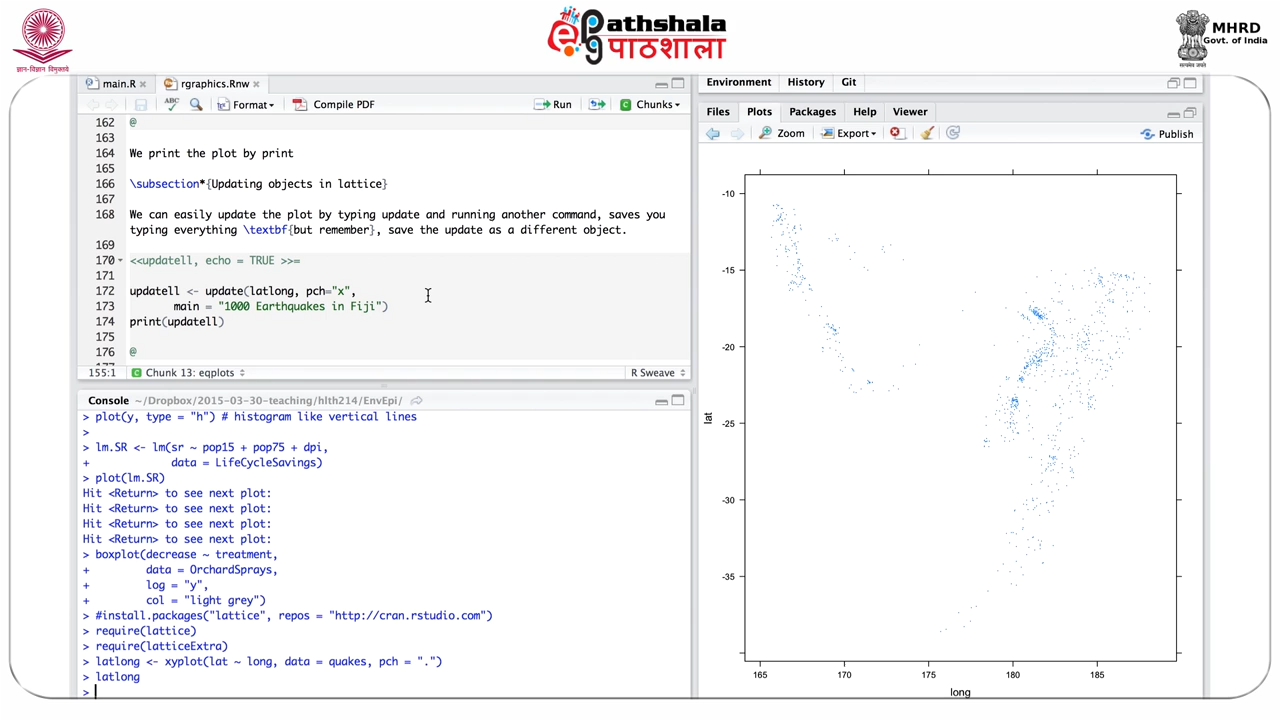 ज्ञान-विज्ञान विमुक्तये
ePathshala
पाठशाला
MHRD
Govt. of India
main.R
rgraphics.Rnw
ABC
Format
Compile PDF
Run
Chunks
162 @
163
164 We print the plot by print
165
166 \subsection*{Updating objects in lattice}
167
168 We can easily update the plot by typing update and running another command, saves you
typing everything \textbf{but remember}, save the update as a different object.
169
170 <<updatell, echo = TRUE >>=
171
172 updatell <- update(latlong, pch="x",
173 main = "1000 Earthquakes in Fiji")
174 print(updatell)
175
176 @
155:1 Chunk 13: eqplots R Sweave
Console ~/Dropbox/2015-03-30-teaching/hlth214/EnvEpi/
> plot(y, type = "h") # histogram like vertical lines
>
> lm.SR <- lm(sr ~ pop15 + pop75 + dpi,
+ data = LifeCycleSavings)
> plot(lm.SR)
Hit <Return> to see next plot:
Hit <Return> to see next plot:
Hit <Return> to see next plot:
Hit <Return> to see next plot:
> boxplot(decrease ~ treatment,
+ data = OrchardSprays,
+ log = "y",
+ col = "light grey")
> #install.packages("lattice", repos = "http://cran.rstudio.com")
> require(lattice)
> require(latticeExtra)
> latlong <- xyplot(lat ~ long, data = quakes, pch = ".")
> latlong
>
Environment History Git
Files Plots Packages Help Viewer
Zoom Export Publish
-10
-15
-20
-25
-30
-35
lat
165 170 175 180 185
long